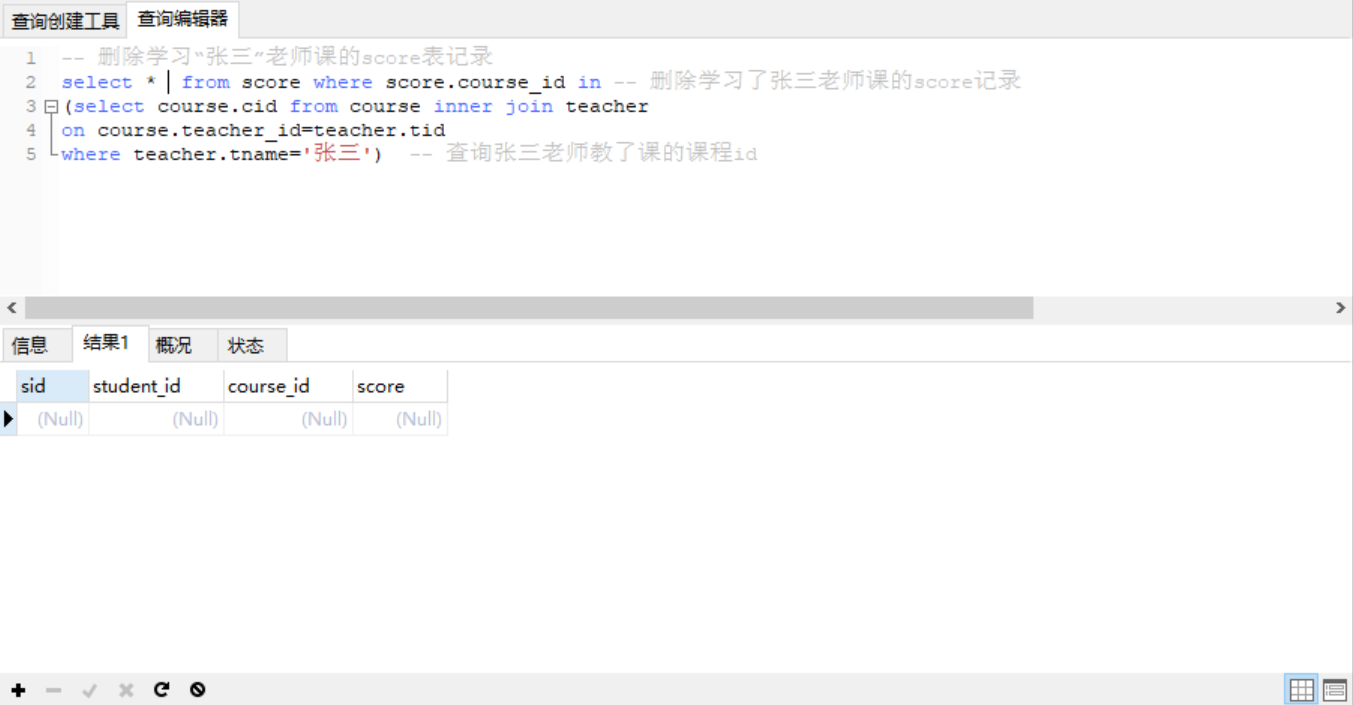 查询创建工具 查询编辑器
1 -- 删除学习“张三”老师课的score表记录
2 select * from score where score.course_id in -- 删除学习了张三老师课的score记录
3 (select course.cid from course inner join teacher
4 on course.teacher_id=teacher.tid
5 where teacher.tname='张三') -- 查询张三老师教了课的课程id
信息 结果1 概况 状态
sid student_id course_id score
(Null) (Null) (Null) (Null)